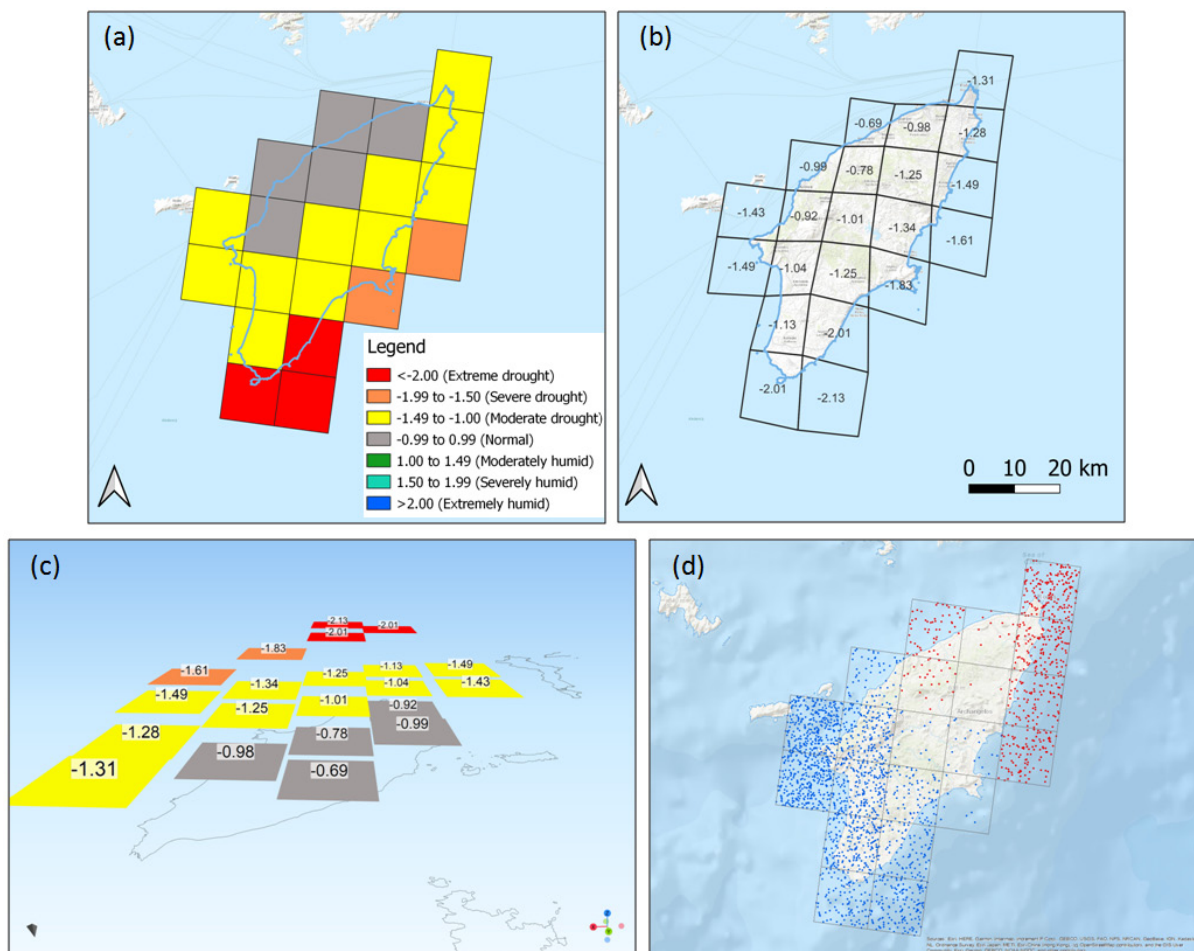 (a)
Legend
<-2.00 (Extreme drought)
-1.99 to -1.50 (Severe drought)
-1.49 to -1.00 (Moderate drought)
-0.99 to 0.99 (Normal)
1.00 to 1.49 (Moderately humid)
1.50 to 1.99 (Severely humid)
>2.00 (Extremely humid)
(b)
-1.31
-0.69 -0.98 -1.28
-0.99 -0.78 -1.25 -1.49
-1.43 -0.92 -1.01 -1.34 -1.61
-1.49 -1.04 -1.25 -1.83
-1.13 -2.01
-2.01 -2.13
0 10 20 km
(c)
-2.13
-2.01 -2.01
-1.83
-1.61 -1.25 -1.13 -1.49
-1.49 -1.34 -1.04 -1.43
-1.25 -1.01 -0.92
-1.28 -0.99
-0.98 -0.78
-1.31 -0.69
(d)